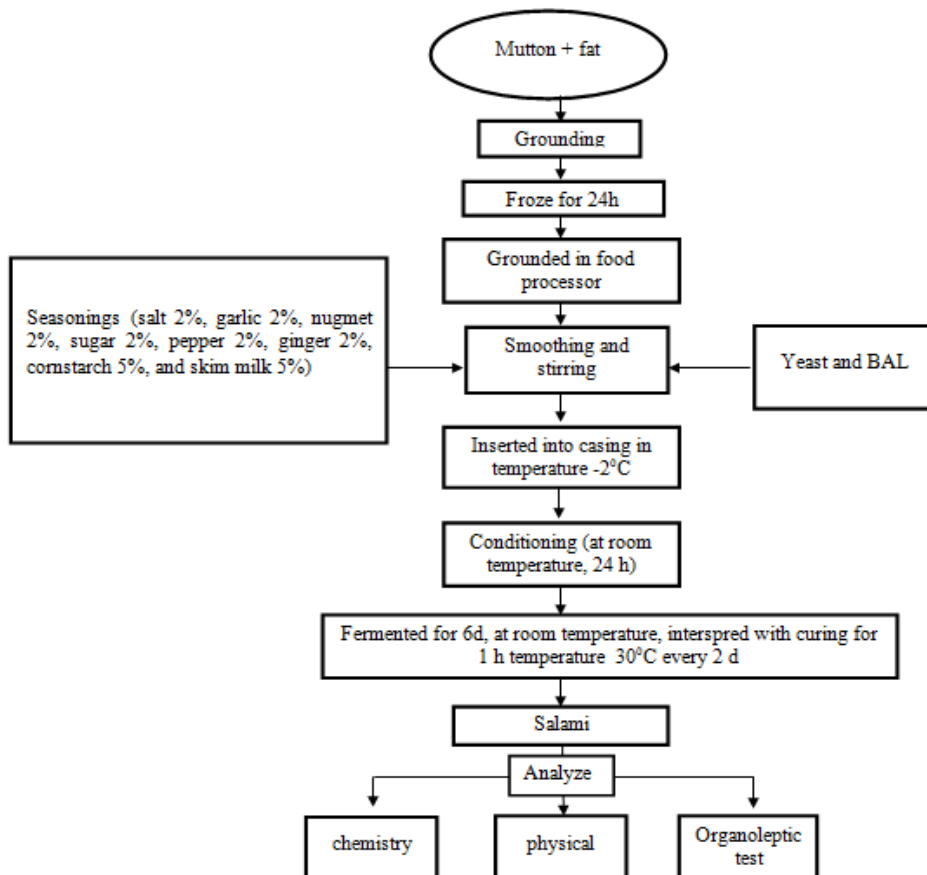 Mutton + fat
Grounding
Froze for 24h
Grounded in food
processor
Seasonings (salt 2%, garlic 2%, nugmet
2%, sugar 2%, pepper 2%, ginger 2%,
cornstarch 5%, and skim milk 5%)
Smoothing and
stirring
Yeast and BAL
Inserted into casing in
temperature -2⁰C
Conditioning (at room
temperature, 24 h)
Fermented for 6d, at room temperature, interspred with curing for
1 h temperature 30⁰C every 2 d
Salami
Analyze
chemistry
physical
Organoleptic
test